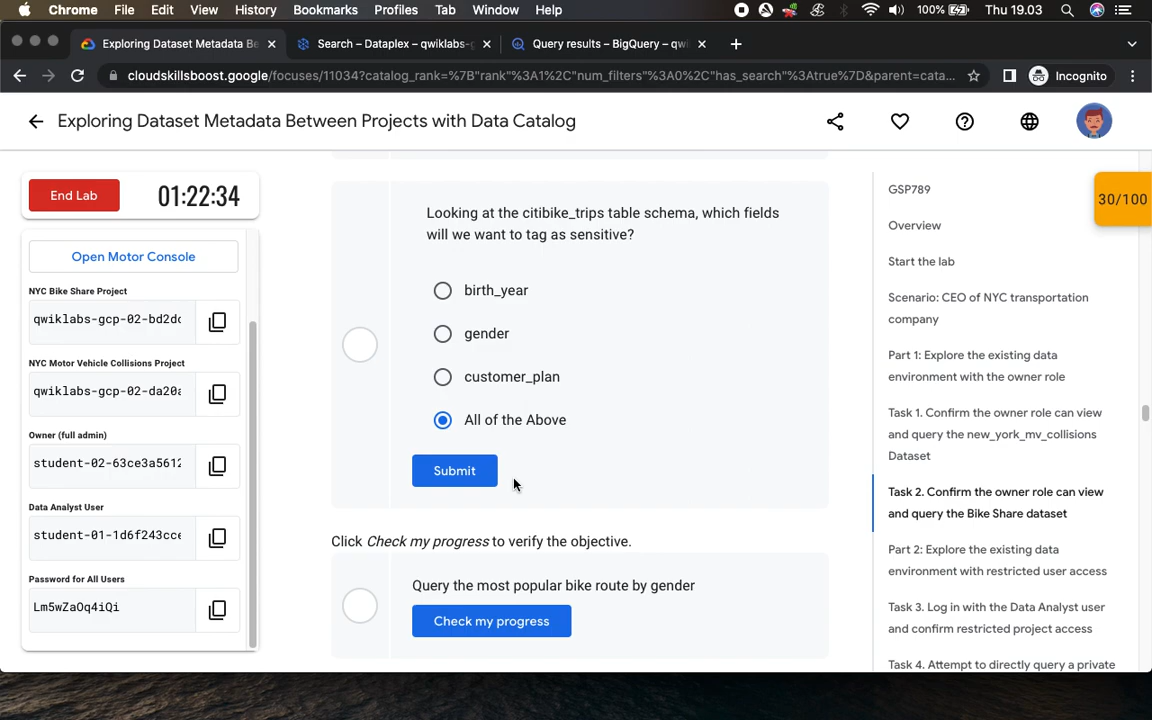 Chrome File Edit View History Bookmarks Profiles Tab Window Help 100% Thu 19.03
Exploring Dataset Metadata Be Search – Dataplex – qwiklabs-g Query results – BigQuery – qwi
cloudskillsboost.google/focuses/11034?catalog_rank=%7B"rank"%3A1%2C"num_filters"%3A0%2C"has_search"%3Atrue%7D&parent=cata... Incognito
Exploring Dataset Metadata Between Projects with Data Catalog
End Lab 01:22:34
Open Motor Console
NYC Bike Share Project
qwiklabs-gcp-02-bd2dc
NYC Motor Vehicle Collisions Project
qwiklabs-gcp-02-da20a
Owner (full admin)
student-02-63ce3a5612
Data Analyst User
student-01-1d6f243cce
Password for All Users
Lm5wZaOq4iQi
Looking at the citibike_trips table schema, which fields
will we want to tag as sensitive?
birth_year
gender
customer_plan
All of the Above
Submit
Click Check my progress to verify the objective.
Query the most popular bike route by gender
Check my progress
GSP789
Overview
Start the lab
Scenario: CEO of NYC transportation
company
Part 1: Explore the existing data
environment with the owner role
Task 1. Confirm the owner role can view
and query the new_york_mv_collisions
Dataset
Task 2. Confirm the owner role can view
and query the Bike Share dataset
Part 2: Explore the existing data
environment with restricted user access
Task 3. Log in with the Data Analyst user
and confirm restricted project access
Task 4. Attempt to directly query a private
30/100